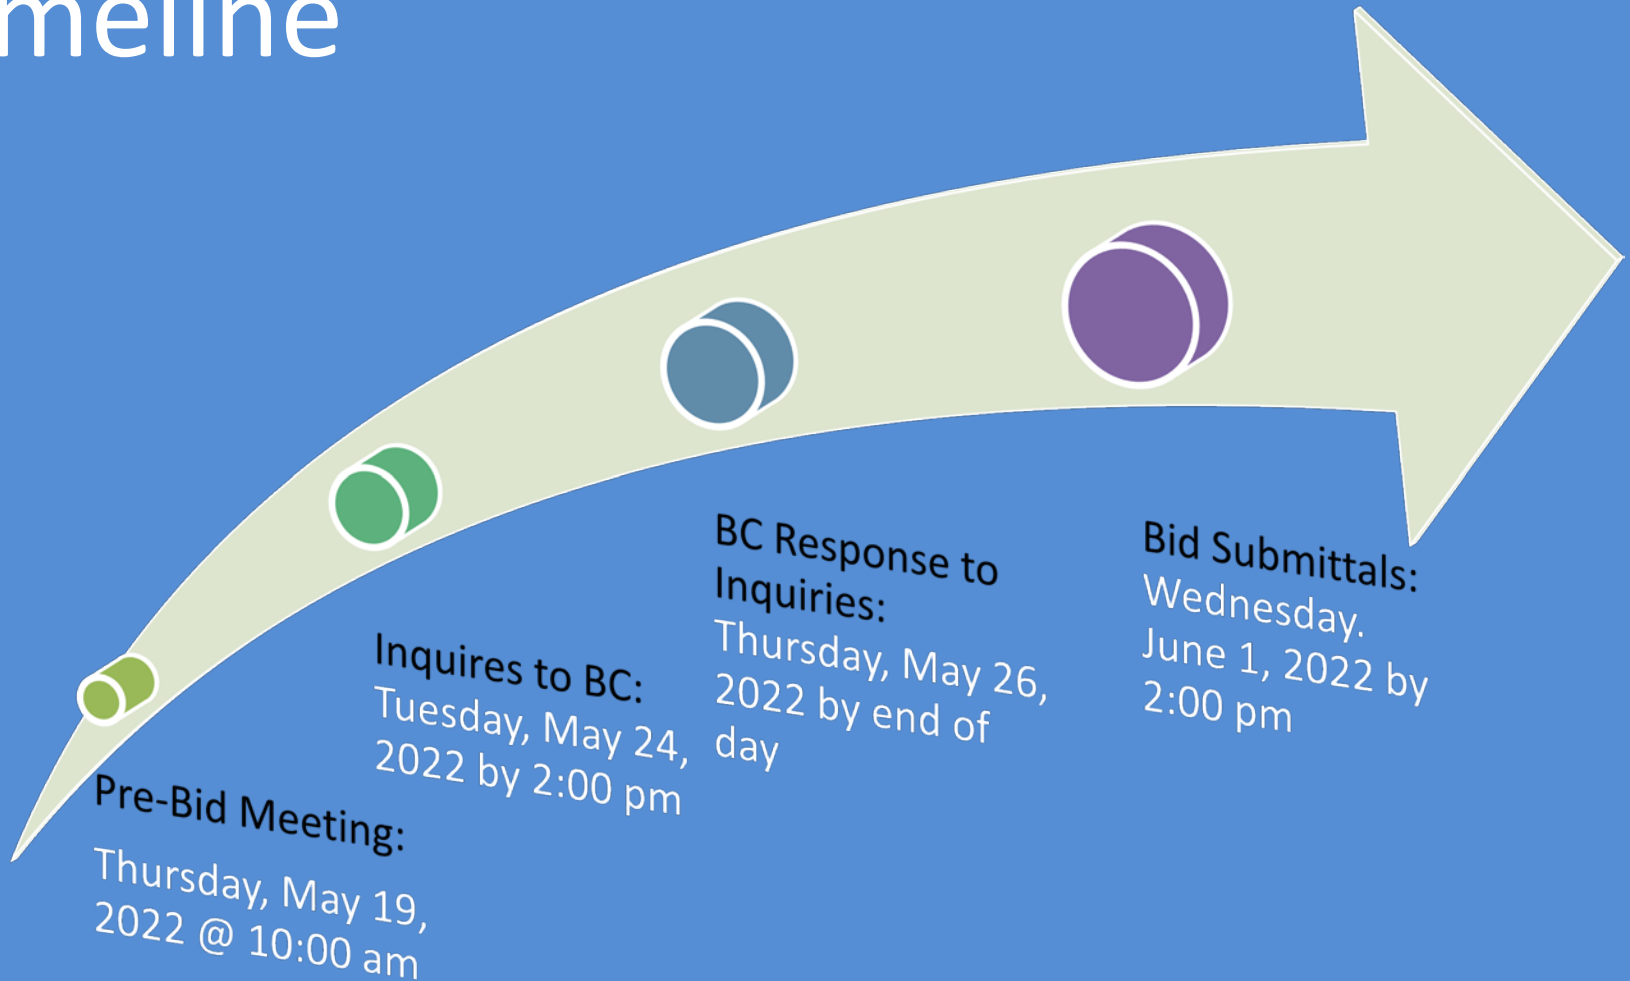 meline
Pre-Bid Meeting:
Thursday, May 19,
2022 @ 10:00 am
Inquires to BC:
Tuesday, May 24,
2022 by 2:00 pm
BC Response to
Inquiries:
Thursday, May 26,
2022 by end of
day
Bid Submittals:
Wednesday.
June 1, 2022 by
2:00 pm